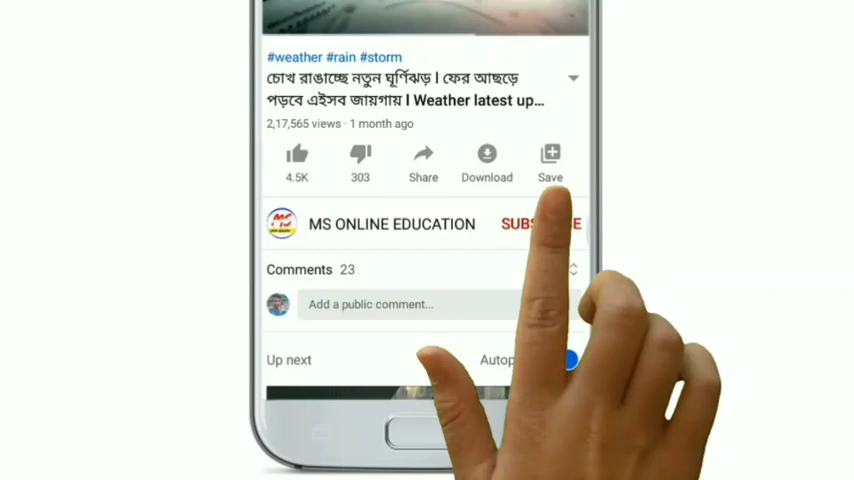 #weather #rain #storm
চোখ রাঙাচ্ছে নতুন ঘূর্ণিঝড় l ফের আছড়ে
পড়বে এইসব জায়গায় l Weather latest up...
2,17,565 views · 1 month ago
4.5K 303 Share Download Save
MS ONLINE EDUCATION
Comments 23
Add a public comment...
Up next